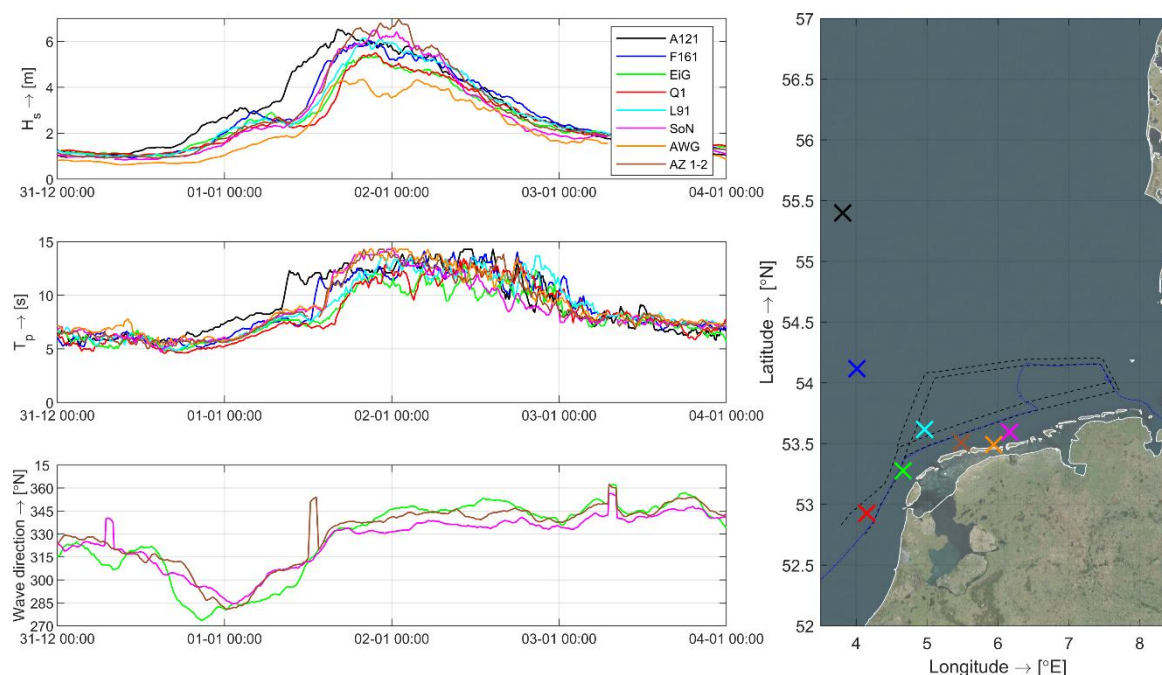 H_s → [m]
6
4
2
0
31-12 00:00 01-01 00:00 02-01 00:00 03-01 00:00 04-01 00:00
A121
F161
EiG
Q1
L91
SoN
AWG
AZ 1-2
T_p → [s]
15
10
5
0
31-12 00:00 01-01 00:00 02-01 00:00 03-01 00:00 04-01 00:00
Wave direction → [°N]
15
360
345
330
315
300
285
270
31-12 00:00 01-01 00:00 02-01 00:00 03-01 00:00 04-01 00:00
Latitude → [°N]
57
56.5
56
55.5
55
54.5
54
53.5
53
52.5
52
4 5 6 7 8
Longitude → [°E]